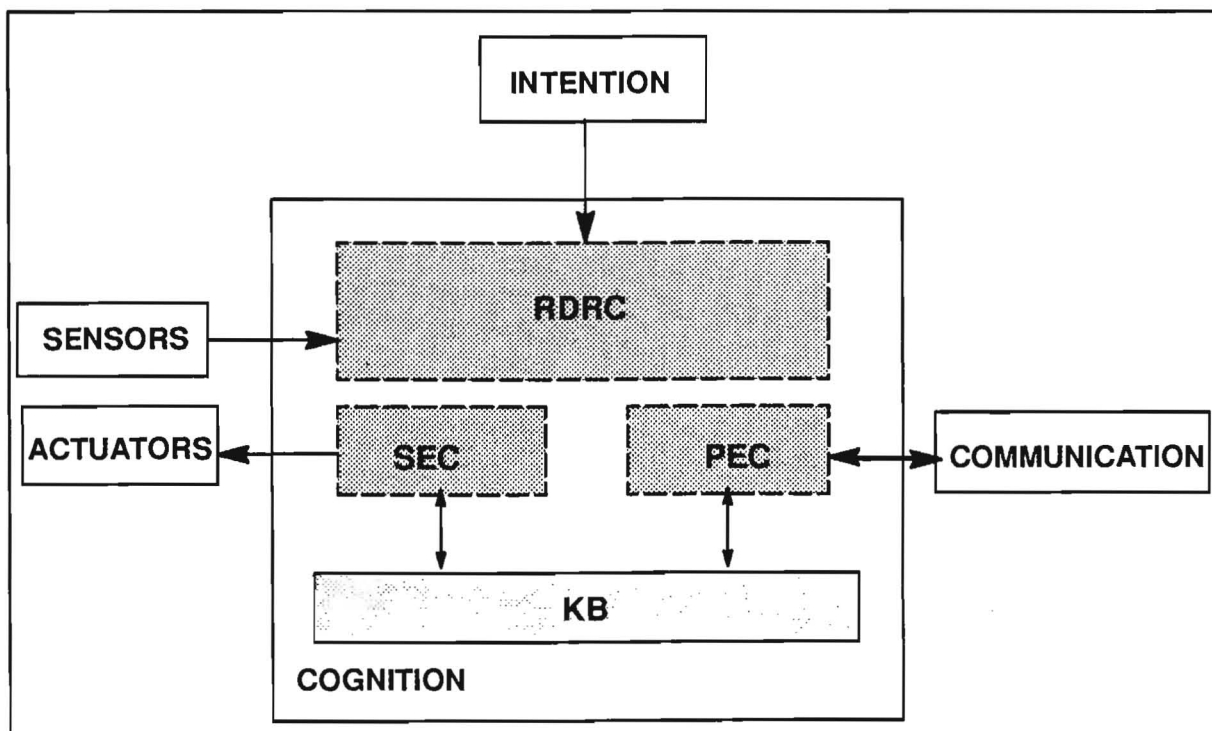 INTENTION
RDRC
SENSORS
ACTUATORS
SEC
PEC
COMMUNICATION
KB
COGNITION